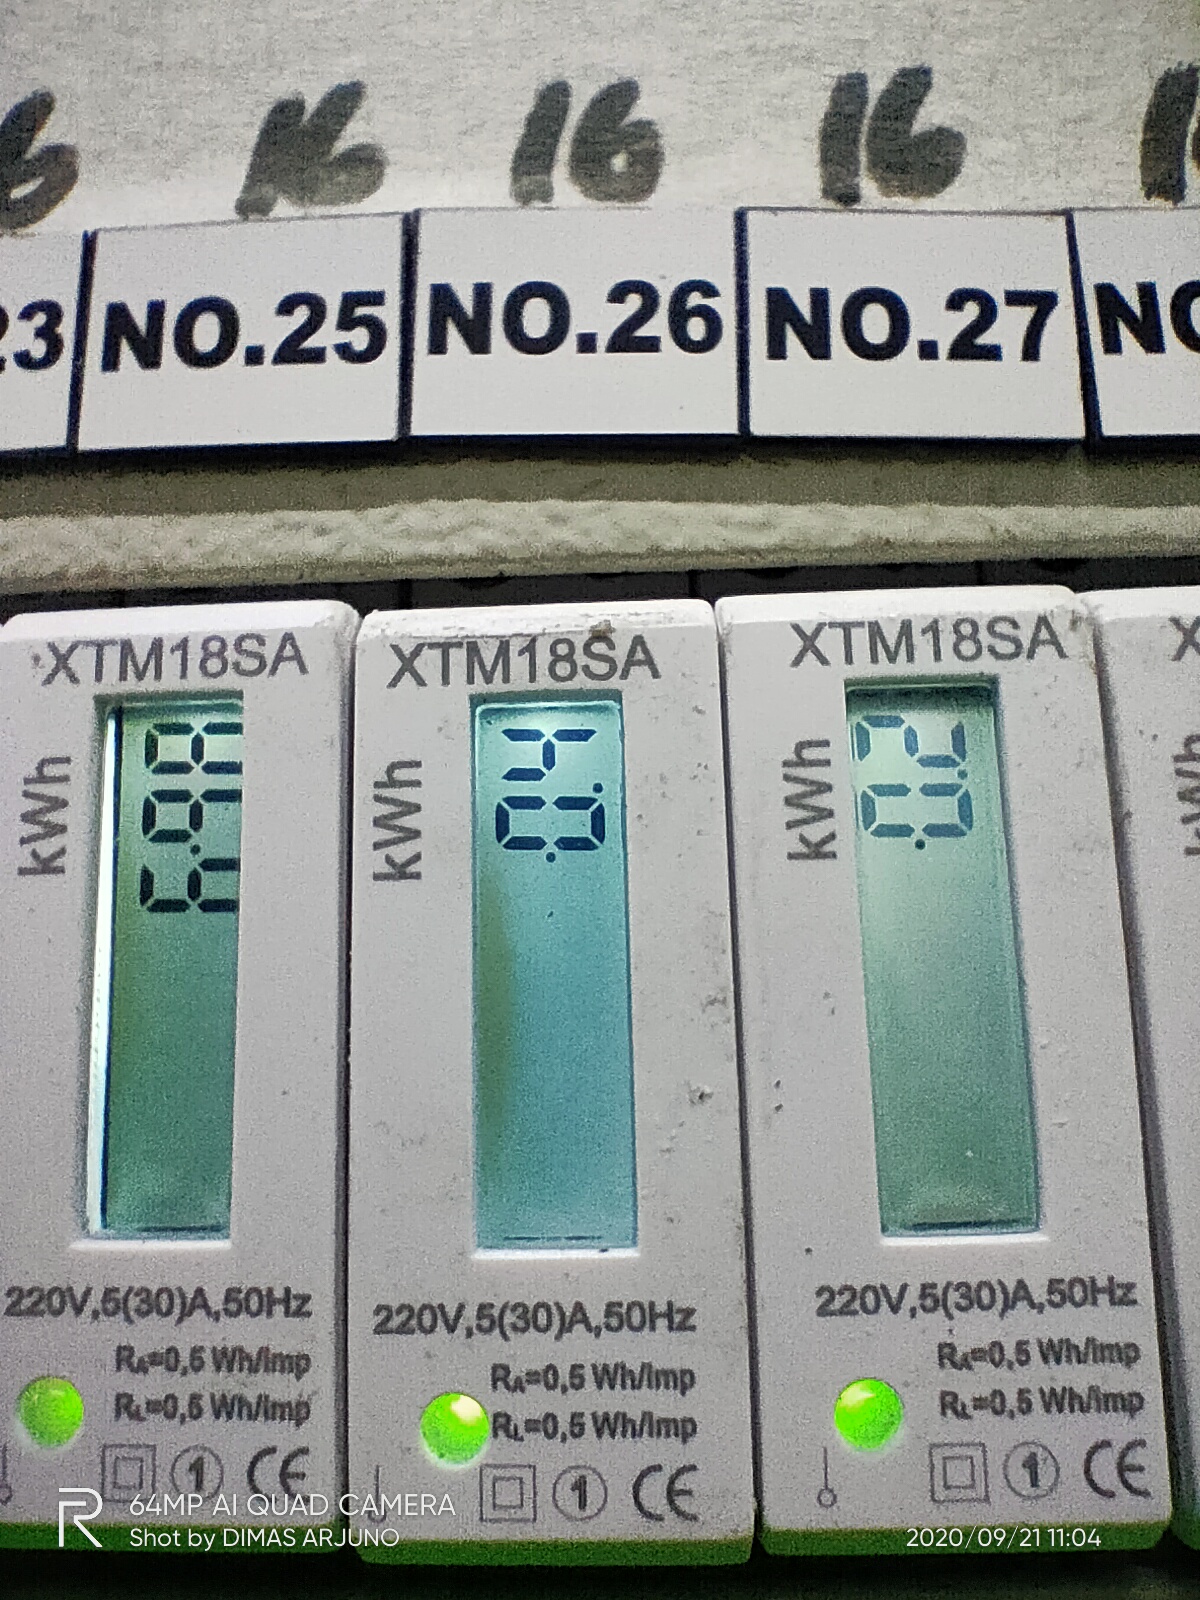 16 16 16
23 NO.25 NO.26 NO.27 NO
XTM18SA XTM18SA XTM18SA
kWh kWh kWh
220V,5(30)A,50Hz 220V,5(30)A,50Hz 220V,5(30)A,50Hz
RA=0,5 Wh/Imp RA=0,5 Wh/Imp RA=0,5 Wh/Imp
RL=0,5 Wh/Imp RL=0,5 Wh/Imp RL=0,5 Wh/Imp
1 CE 1 CE 1 CE
64MP AI QUAD CAMERA
Shot by DIMAS ARJUNO
2020/09/21 11:04